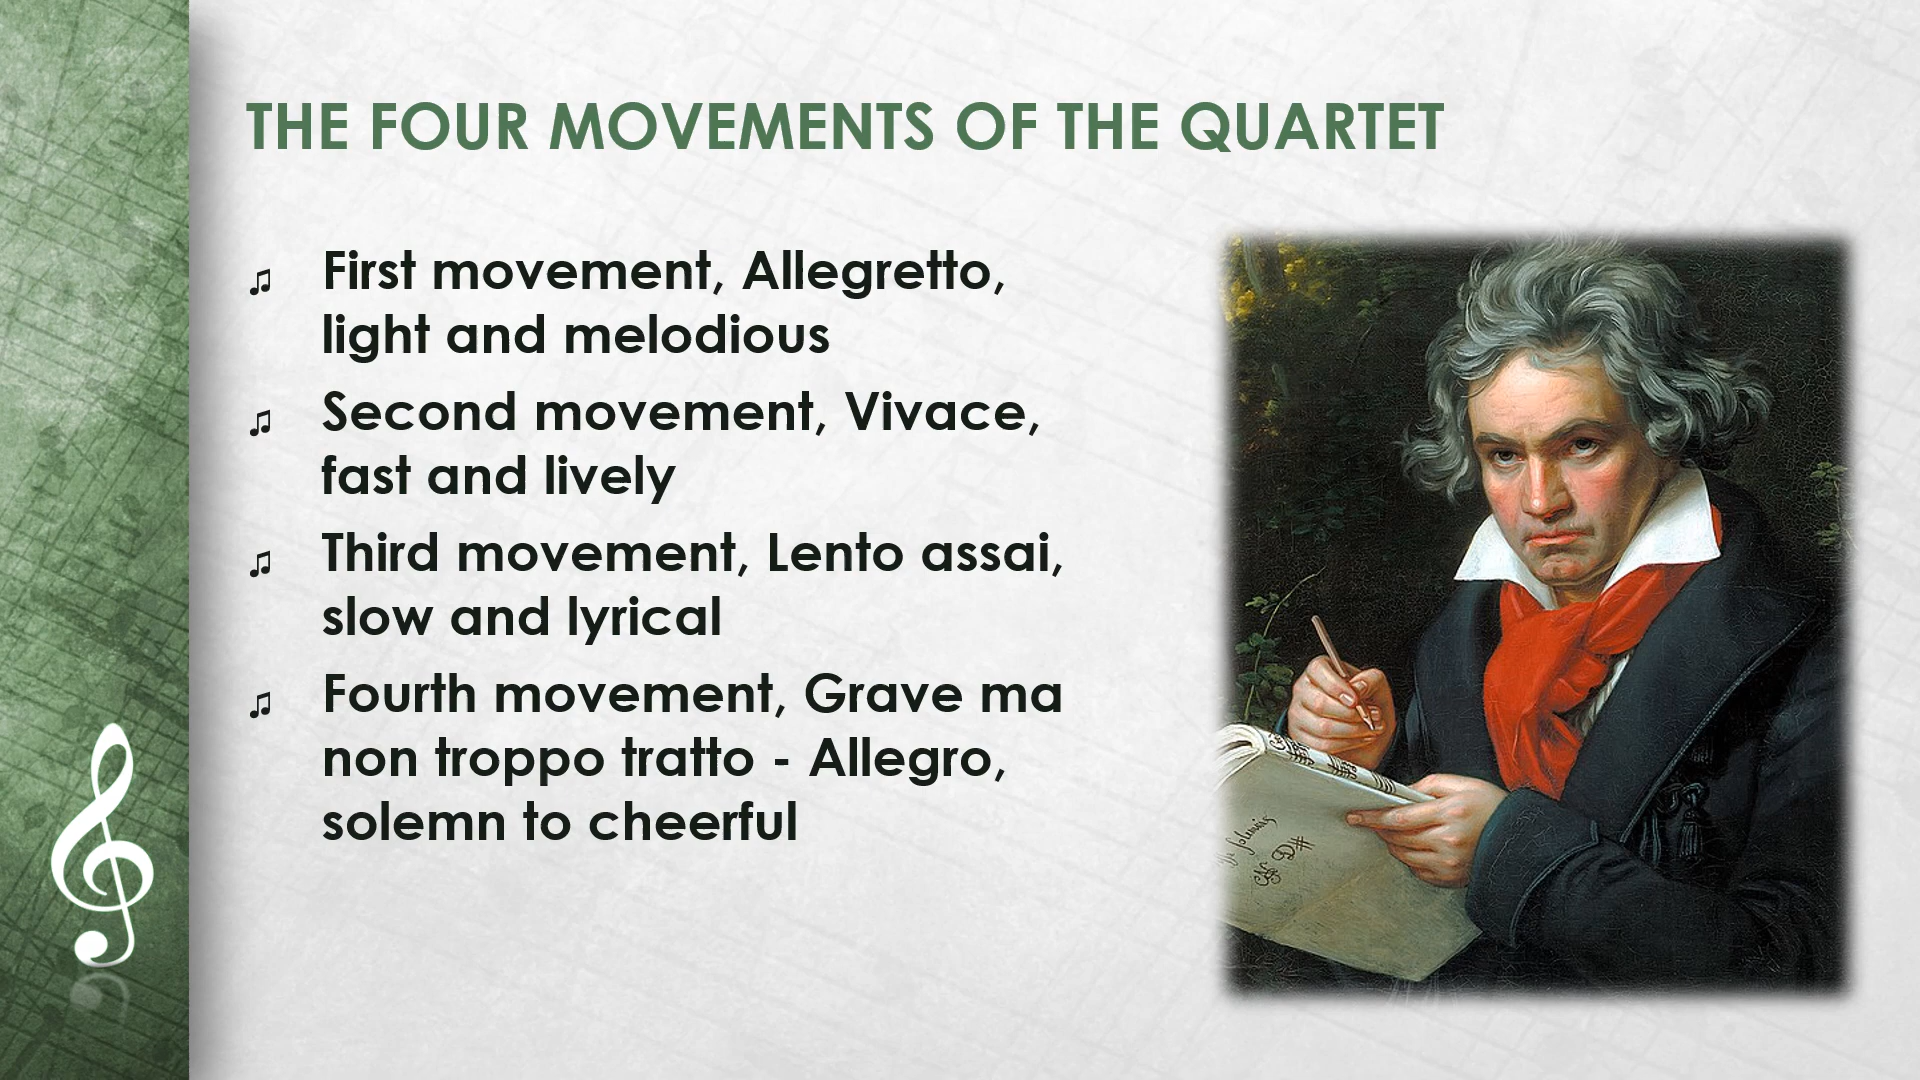 THE FOUR MOVEMENTS OF THE QUARTET
♫ First movement, Allegretto,
light and melodious
♫ Second movement, Vivace,
fast and lively
♫ Third movement, Lento assai,
slow and lyrical
♫ Fourth movement, Grave ma
non troppo tratto - Allegro,
solemn to cheerful